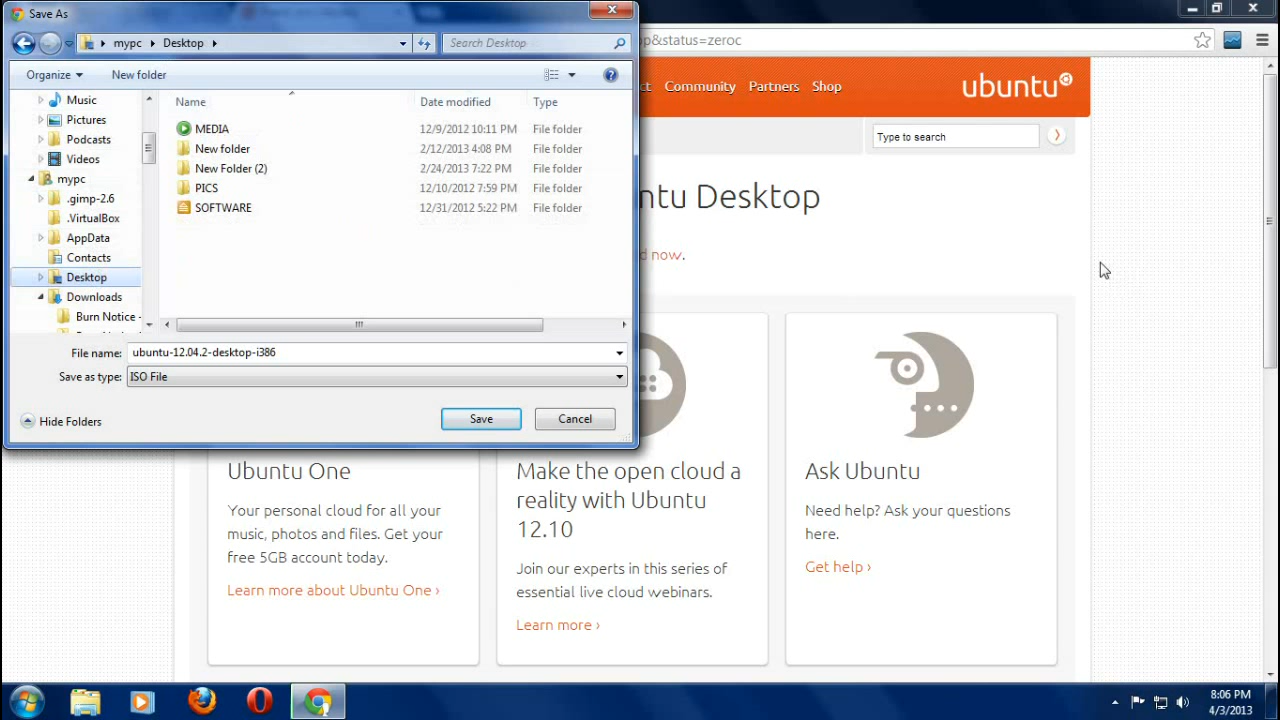 Save As
mypc
Desktop
Search Desktop
Organize
New folder
Name
Date modified
Type
Music
Pictures
Podcasts
Videos
mypc
.gimp-2.6
.VirtualBox
AppData
Contacts
Desktop
Downloads
Burn Notice -
MEDIA 12/9/2012 10:11 PM File folder
New folder 2/12/2013 4:08 PM File folder
New Folder (2) 2/24/2013 7:22 PM File folder
PICS 12/10/2012 7:59 PM File folder
SOFTWARE 12/31/2012 5:22 PM File folder
File name: ubuntu-12.04.2-desktop-i386
Save as type: ISO File
Hide Folders
Save
Cancel
p&status=zeroc
ct Community Partners Shop
ubuntu
Type to search
ntu Desktop
d now.
Ubuntu One
Your personal cloud for all your
music, photos and files. Get your
free 5GB account today.
Learn more about Ubuntu One ›
Make the open cloud a
reality with Ubuntu
12.10
Join our experts in this series of
essential live cloud webinars.
Learn more ›
Ask Ubuntu
Need help? Ask your questions
here.
Get help ›
8:06 PM
4/3/2013